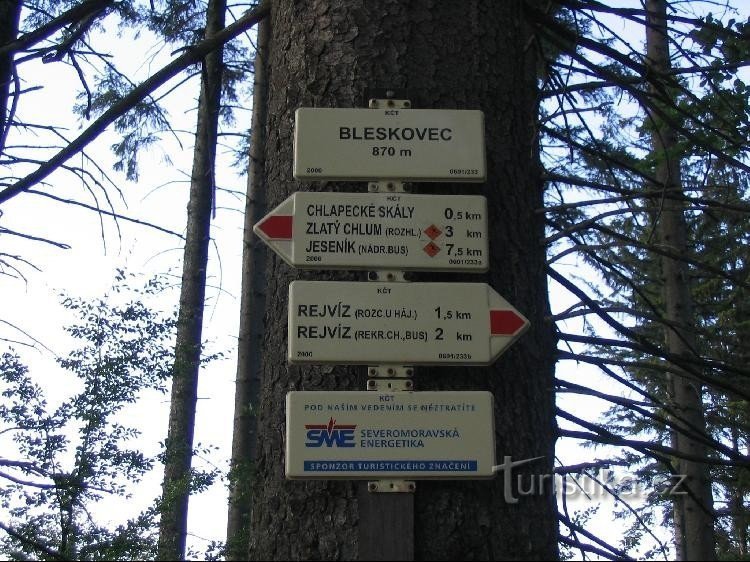 KČT
BLESKOVEC
870 m
2000 0691/233
KČT
CHLAPECKÉ SKÁLY 0,5 km
ZLATÝ CHLUM (ROZHL.) 3 km
JESENÍK (NÁDR.BUS) 7,5 km
2000 0691/233a
KČT
REJVÍZ (ROZC.U HÁJ.) 1,5 km
REJVÍZ (REKR.CH.,BUS) 2 km
2000 0691/233b
KČT
POD NAŠÍM VEDENÍM SE NEZTRATÍTE
SME SEVEROMORAVSKÁ
ENERGETIKA
SPONZOR TURISTICKÉHO ZNAČENÍ
turistika.cz